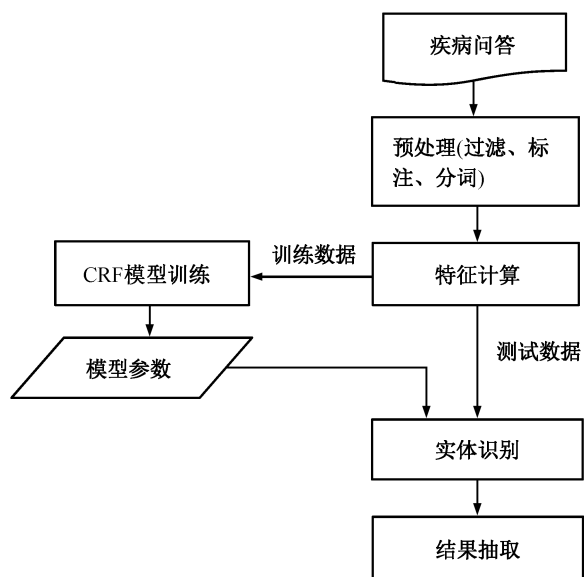 疾病问答
预处理(过滤、标
注、分词)
训练数据
CRF模型训练
特征计算
测试数据
模型参数
实体识别
结果抽取